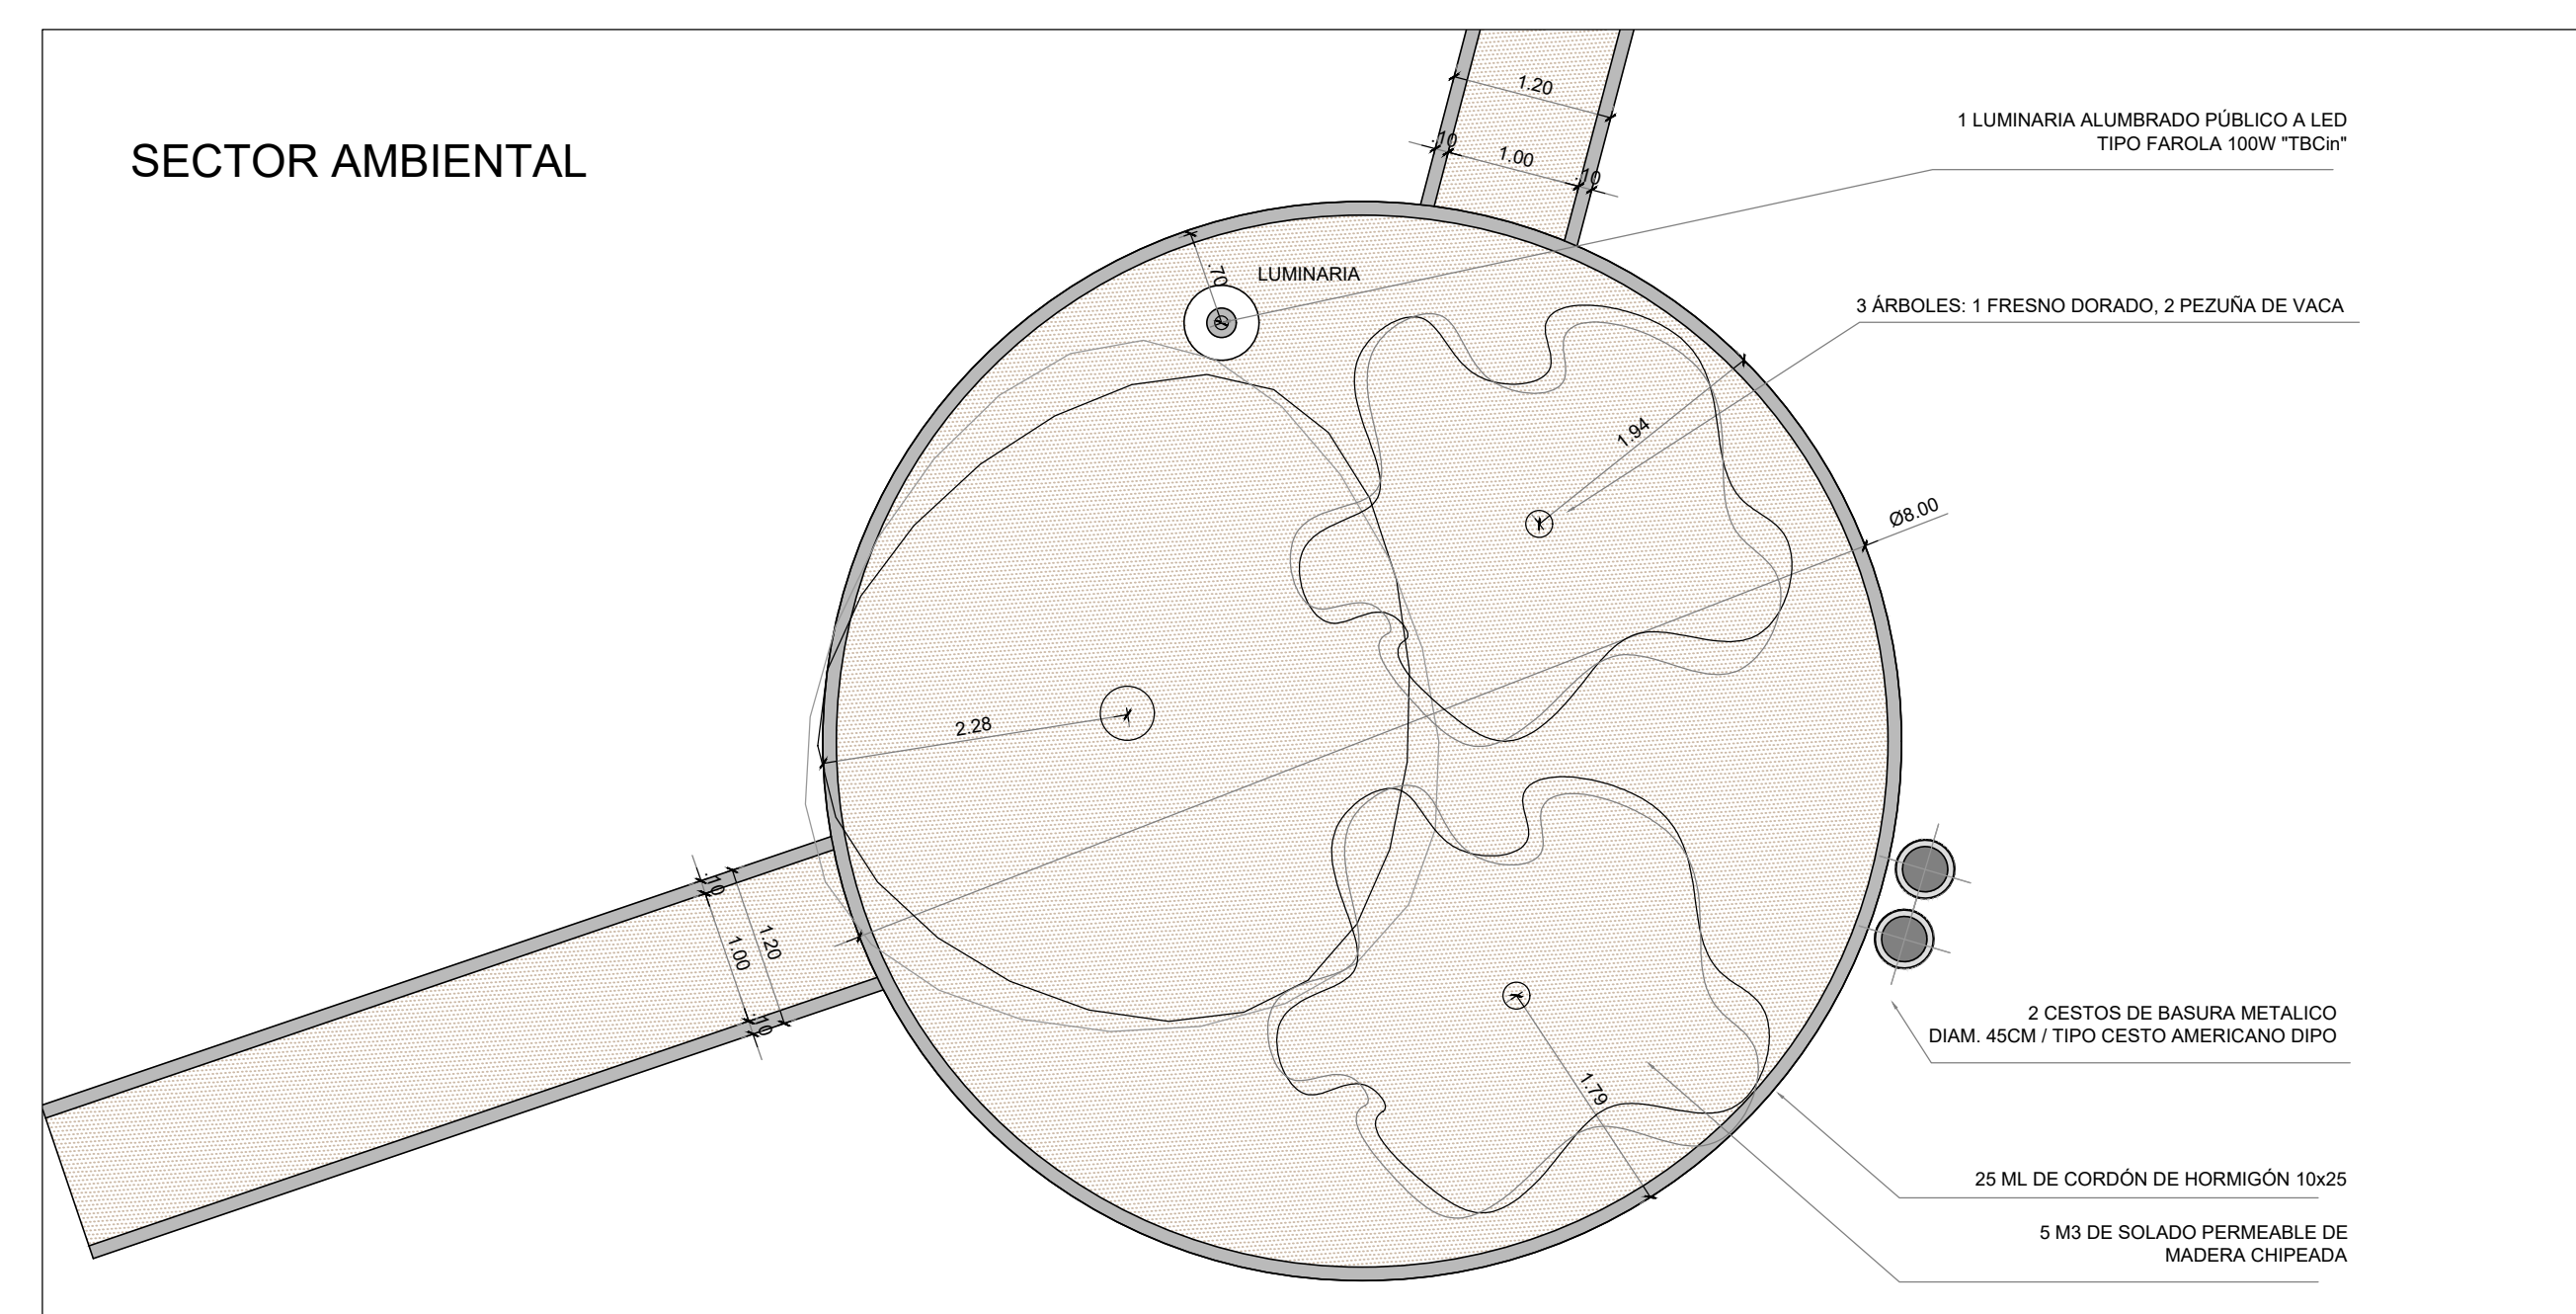 SECTOR AMBIENTAL
1.20
.10
1.00
.10
1 LUMINARIA ALUMBRADO PÚBLICO A LED
TIPO FAROLA 100W "TBCin"
.70
LUMINARIA
3 ÁRBOLES: 1 FRESNO DORADO, 2 PEZUÑA DE VACA
1.94
Ø8.00
2.28
.10
1.00
1.20
.10
2 CESTOS DE BASURA METALICO
DIAM. 45CM / TIPO CESTO AMERICANO DIPO
1.79
25 ML DE CORDÓN DE HORMIGÓN 10x25
5 M3 DE SOLADO PERMEABLE DE
MADERA CHIPEADA